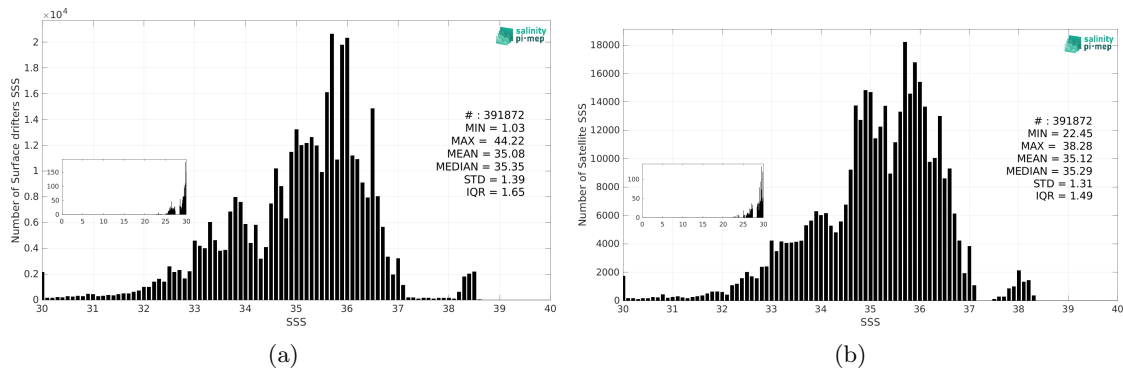 ×10⁴
2
1.8
1.6
1.4
1.2
1
0.8
0.6
0.4
0.2
0
Number of Surface drifters SSS
salinity
pi-mep
# : 391872
MIN = 1.03
MAX = 44.22
MEAN = 35.08
MEDIAN = 35.35
STD = 1.39
IQR = 1.65
150
100
50
0
0 5 10 15 20 25 30
30 31 32 33 34 35 36 37 38 39 40
SSS
(a)
18000
16000
14000
12000
10000
8000
6000
4000
2000
0
Number of Satellite SSS
salinity
pi-mep
# : 391872
MIN = 22.45
MAX = 38.28
MEAN = 35.12
MEDIAN = 35.29
STD = 1.31
IQR = 1.49
100
50
0
0 5 10 15 20 25 30
30 31 32 33 34 35 36 37 38 39 40
SSS
(b)